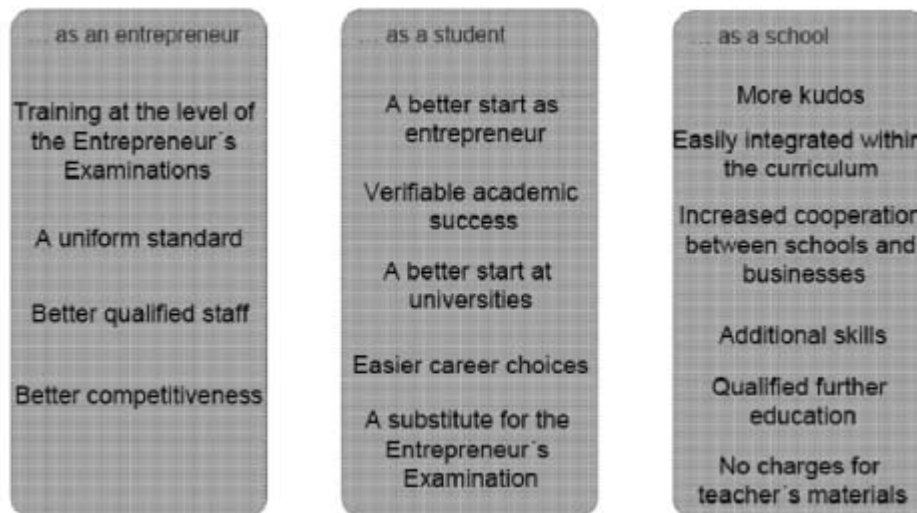 ... as an entrepreneur
Training at the level of
the Entrepreneur´s
Examinations
A uniform standard
Better qualified staff
Better competitiveness
... as a student
A better start as
entrepreneur
Verifiable academic
success
A better start at
universities
Easier career choices
A substitute for the
Entrepreneur´s
Examination
... as a school
More kudos
Easily integrated within
the curriculum
Increased cooperation
between schools and
businesses
Additional skills
Qualified further
education
No charges for
teacher´s materials